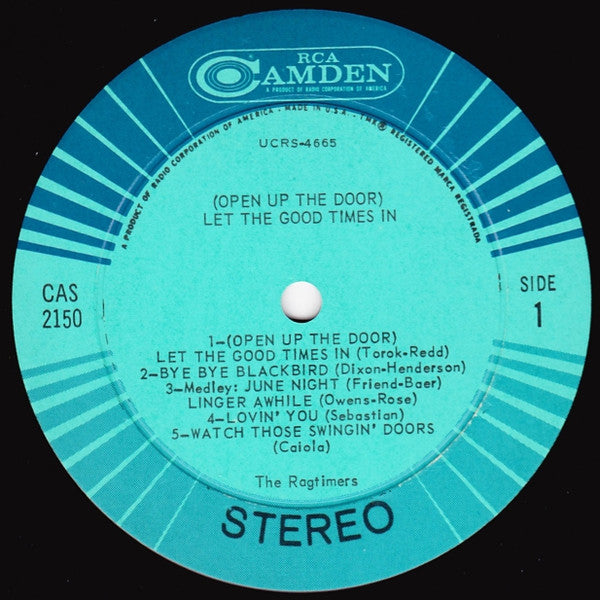 RCA
CAMDEN
A PRODUCT OF RADIO CORPORATION OF AMERICA
A PRODUCT OF RADIO CORPORATION OF AMERICA - MADE IN U.S.A. - TMK ® REGISTERED MARCA REGISTRADA
UCRS-4665
(OPEN UP THE DOOR)
LET THE GOOD TIMES IN
CAS
2150
SIDE
1
1-(OPEN UP THE DOOR)
LET THE GOOD TIMES IN (Torok-Redd)
2-BYE BYE BLACKBIRD (Dixon-Henderson)
3-Medley: JUNE NIGHT (Friend-Baer)
LINGER AWHILE (Owens-Rose)
4-LOVIN' YOU (Sebastian)
5-WATCH THOSE SWINGIN' DOORS
(Caiola)
The Ragtimers
STEREO